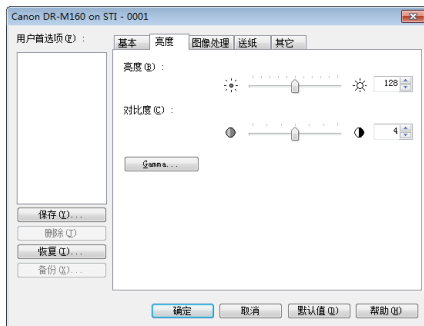 Canon DR-M160 on STI - 0001
用户首选项(P)：
基本 亮度 图像处理 送纸 其它
亮度(B)：
128
对比度(C)：
4
Gamma...
保存(Y)...
删除(J)
恢复(I)...
备份(X)...
确定 取消 默认值(D) 帮助(H)